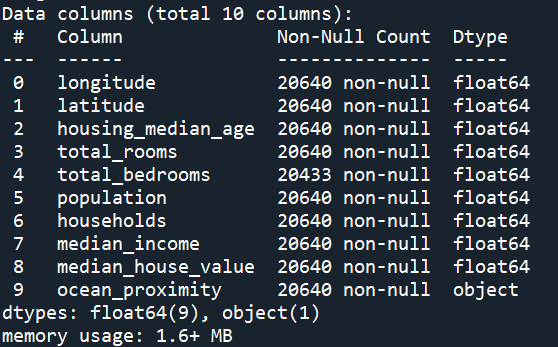 Data columns (total 10 columns):
 #   Column              Non-Null Count  Dtype
---  ------              --------------  -----
 0   longitude           20640 non-null  float64
 1   latitude            20640 non-null  float64
 2   housing_median_age  20640 non-null  float64
 3   total_rooms         20640 non-null  float64
 4   total_bedrooms      20433 non-null  float64
 5   population          20640 non-null  float64
 6   households          20640 non-null  float64
 7   median_income       20640 non-null  float64
 8   median_house_value  20640 non-null  float64
 9   ocean_proximity     20640 non-null  object
dtypes: float64(9), object(1)
memory usage: 1.6+ MB